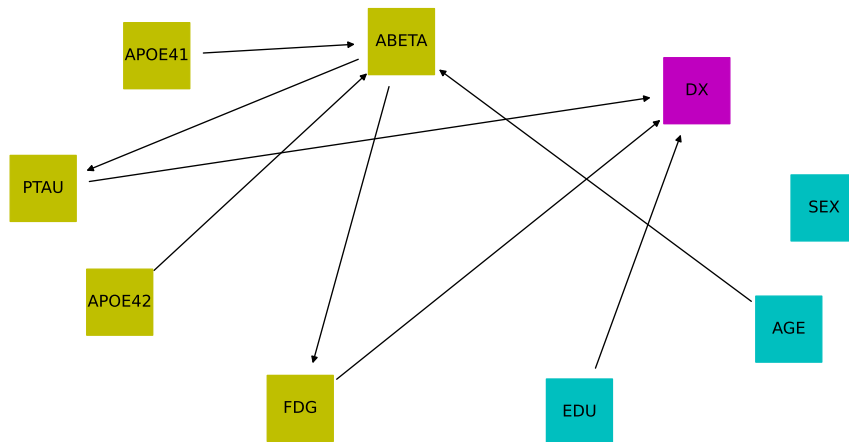 ABETA
APOE41
DX
PTAU
SEX
APOE42
AGE
FDG
EDU